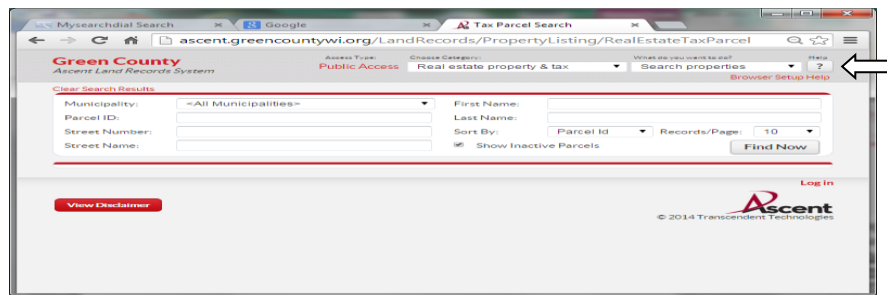 Mysearchdial Search Google Tax Parcel Search
ascent.greencountywi.org/LandRecords/PropertyListing/RealEstateTaxParcel
Access Type: Choose Category: What do you want to do? Help
Green County Public Access Real estate property & tax Search properties ?
Ascent Land Records System
Browser Setup Help
Clear Search Results
Municipality: <All Municipalities> First Name:
Parcel ID: Last Name:
Street Number: Sort By: Parcel Id Records/Page: 10
Street Name: Show Inactive Parcels Find Now
Log in
View Disclaimer
Ascent
© 2014 Transcendent Technologies